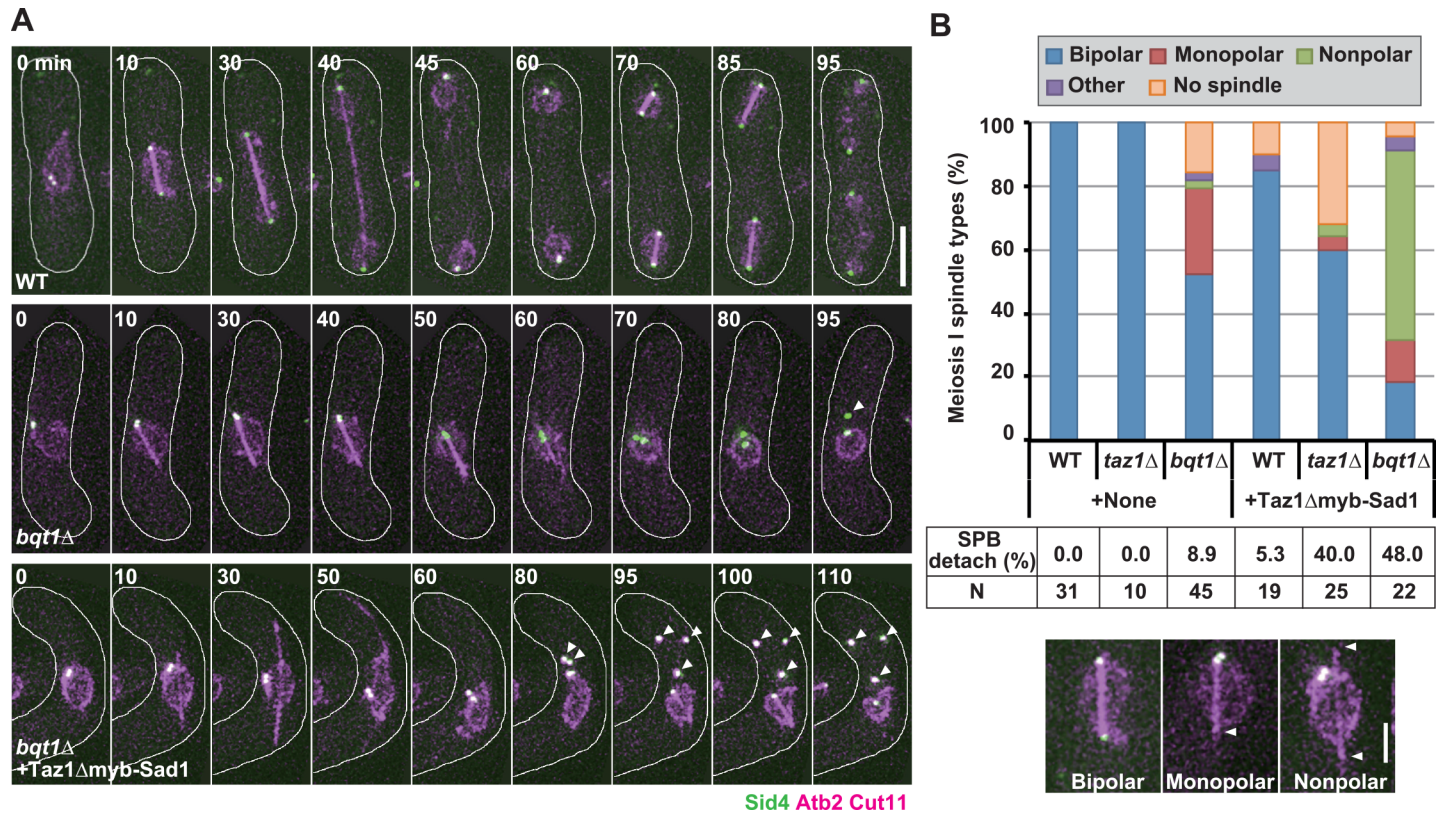 A
0 min 10 30 40 45 60 70 85 95
WT
0 10 30 40 50 60 70 80 95
bqt1Δ
0 10 30 50 60 80 95 100 110
bqt1Δ
+Taz1Δmyb-Sad1
Sid4 Atb2 Cut11
B
Bipolar Monopolar Nonpolar
Other No spindle
Meiosis I spindle types (%)
100
80
60
40
20
0
WT taz1Δ bqt1Δ WT taz1Δ bqt1Δ
+None +Taz1Δmyb-Sad1
SPB
detach (%) 0.0 0.0 8.9 5.3 40.0 48.0
N 31 10 45 19 25 22
Bipolar Monopolar Nonpolar